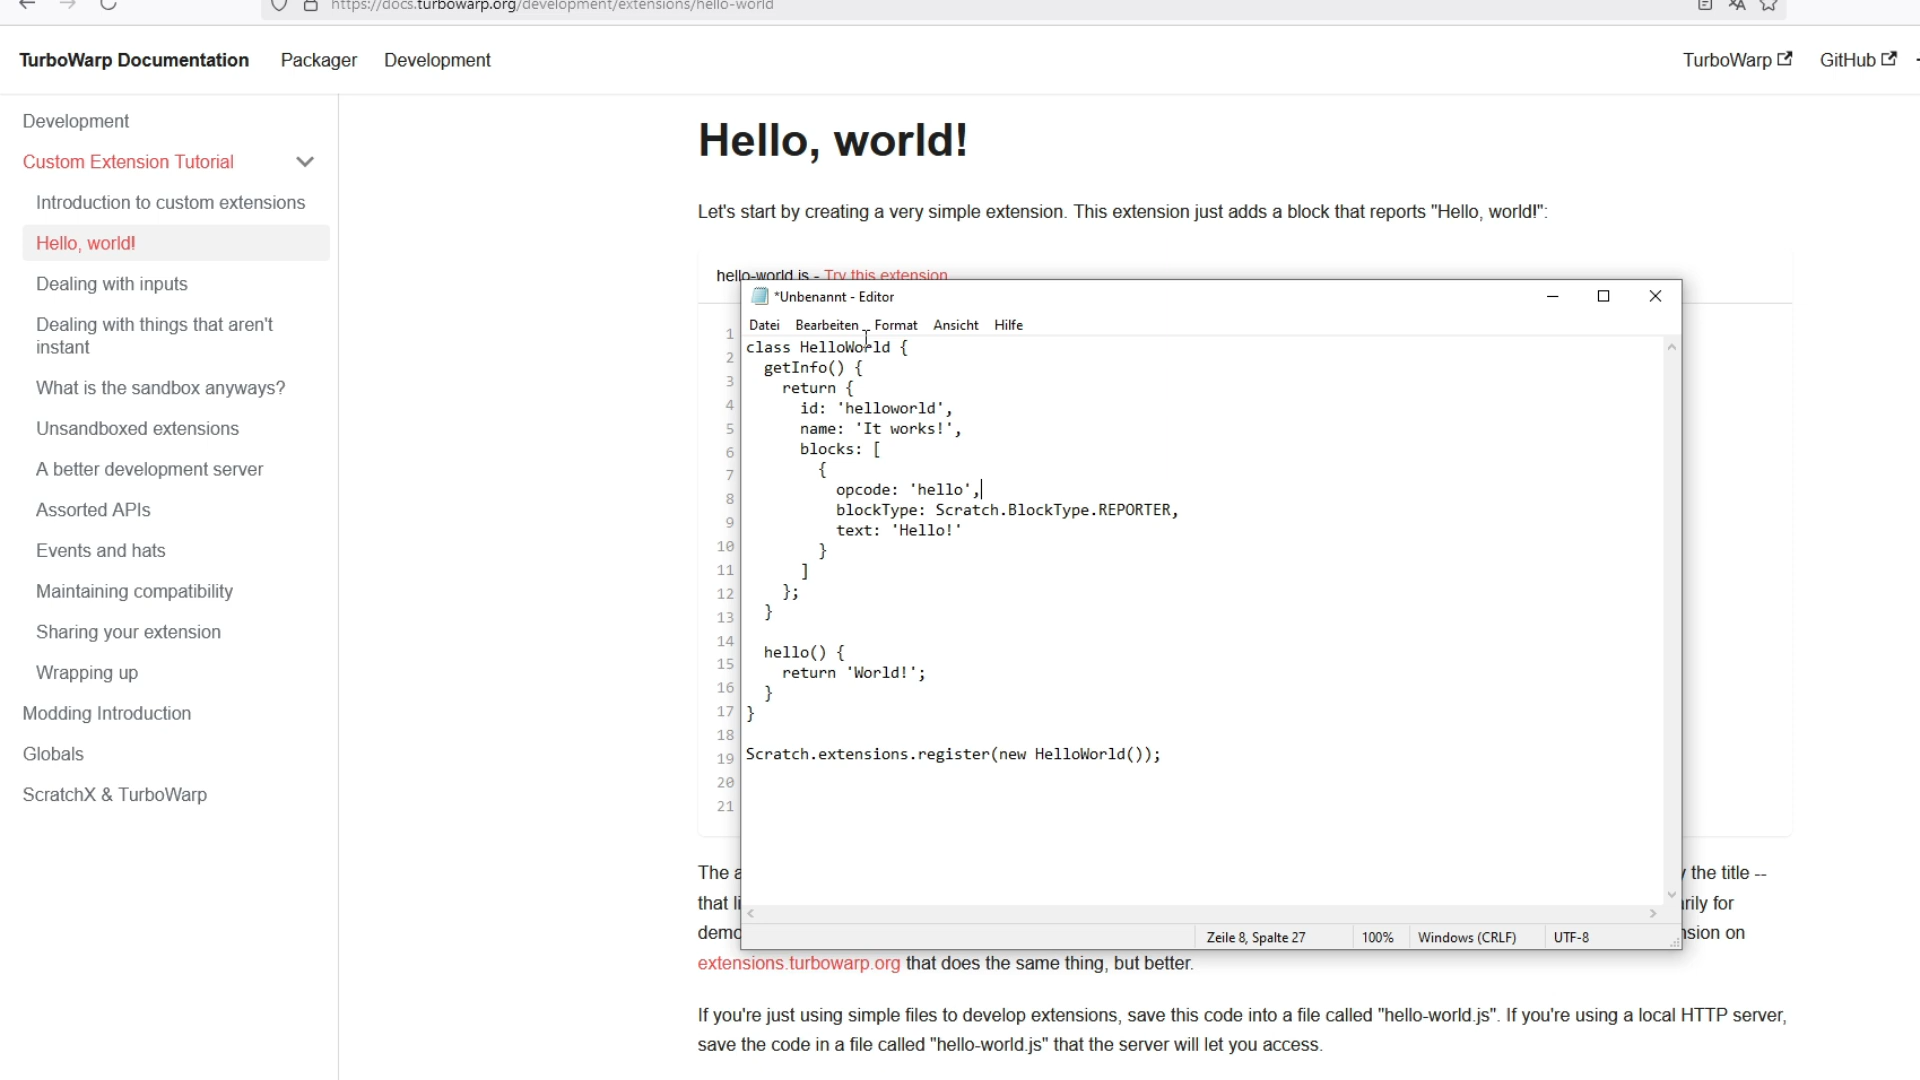 https://docs.turbowarp.org/development/extensions/hello-world
TurboWarp Documentation Packager Development TurboWarp GitHub
Development
Custom Extension Tutorial
Introduction to custom extensions
Hello, world!
Dealing with inputs
Dealing with things that aren't
instant
What is the sandbox anyways?
Unsandboxed extensions
A better development server
Assorted APIs
Events and hats
Maintaining compatibility
Sharing your extension
Wrapping up
Modding Introduction
Globals
ScratchX & TurboWarp
Hello, world!
Let's start by creating a very simple extension. This extension just adds a block that reports "Hello, world!":
hello-world.js - Try this extension
1
2
3
4
5
6
7
8
9
10
11
12
13
14
15
16
17
18
19
20
21
*Unbenannt - Editor
Datei Bearbeiten Format Ansicht Hilfe
class HelloWorld {
  getInfo() {
    return {
      id: 'helloworld',
      name: 'It works!',
      blocks: [
        {
          opcode: 'hello',
          blockType: Scratch.BlockType.REPORTER,
          text: 'Hello!'
        }
      ]
    };
  }
  hello() {
    return 'World!';
  }
}
Scratch.extensions.register(new HelloWorld());
Zeile 8, Spalte 27 100% Windows (CRLF) UTF-8
The the title --
that for
on
extensions.turbowarp.org that does the same thing, but better.
If you're just using simple files to develop extensions, save this code into a file called "hello-world.js". If you're using a local HTTP server,
save the code in a file called "hello-world.js" that the server will let you access.